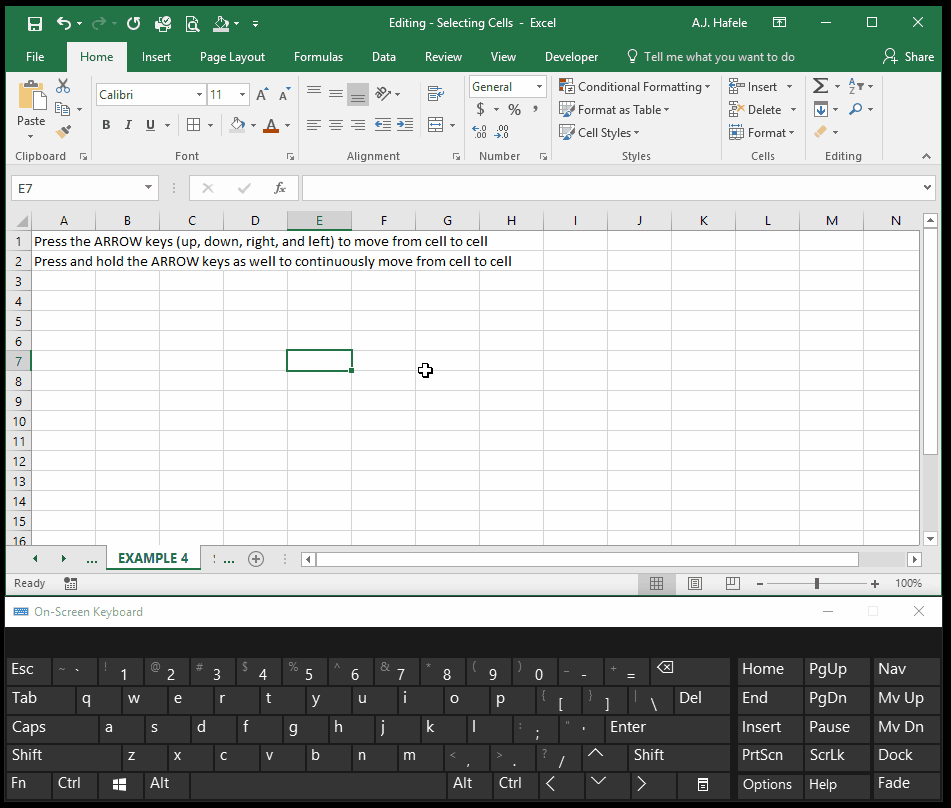 Editing - Selecting Cells - Excel A.J. Hafele
File Home Insert Page Layout Formulas Data Review View Developer Tell me what you want to do Share
Paste Calibri 11 A A General Conditional Formatting Insert Σ A Z
B I U A $ % , Format as Table Delete
.00 .00 Cell Styles Format
Clipboard Font Alignment Number Styles Cells Editing
E7 fx
A B C D E F G H I J K L M N
1 Press the ARROW keys (up, down, right, and left) to move from cell to cell
2 Press and hold the ARROW keys as well to continuously move from cell to cell
3
4
5
6
7
8
9
10
11
12
13
14
15
16
... EXAMPLE 4 ...
Ready 100%
On-Screen Keyboard
Esc ~ ` ! 1 @ 2 # 3 $ 4 % 5 ^ 6 & 7 * 8 ( 9 ) 0 _ - + = Home PgUp Nav
Tab q w e r t y u i o p { [ } ] | \ Del End PgDn Mv Up
Caps a s d f g h j k l : ; " ' Enter Insert Pause Mv Dn
Shift z x c v b n m < , > . ? / Shift PrtScn ScrLk Dock
Fn Ctrl Alt Alt Ctrl Options Help Fade